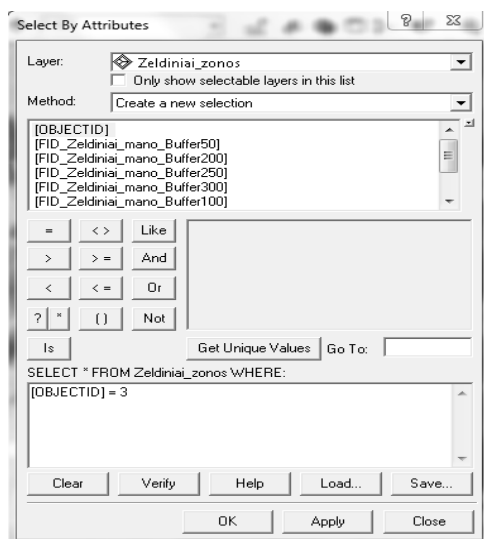 Select By Attributes
Layer: Zeldiniai_zonos
Only show selectable layers in this list
Method: Create a new selection
[OBJECTID]
[FID_Zeldiniai_mano_Buffer50]
[FID_Zeldiniai_mano_Buffer200]
[FID_Zeldiniai_mano_Buffer250]
[FID_Zeldiniai_mano_Buffer300]
[FID_Zeldiniai_mano_Buffer100]
= < > Like
> > = And
< < = Or
? * ( ) Not
Is Get Unique Values Go To:
SELECT * FROM Zeldiniai_zonos WHERE:
[OBJECTID] = 3
Clear Verify Help Load... Save...
OK Apply Close